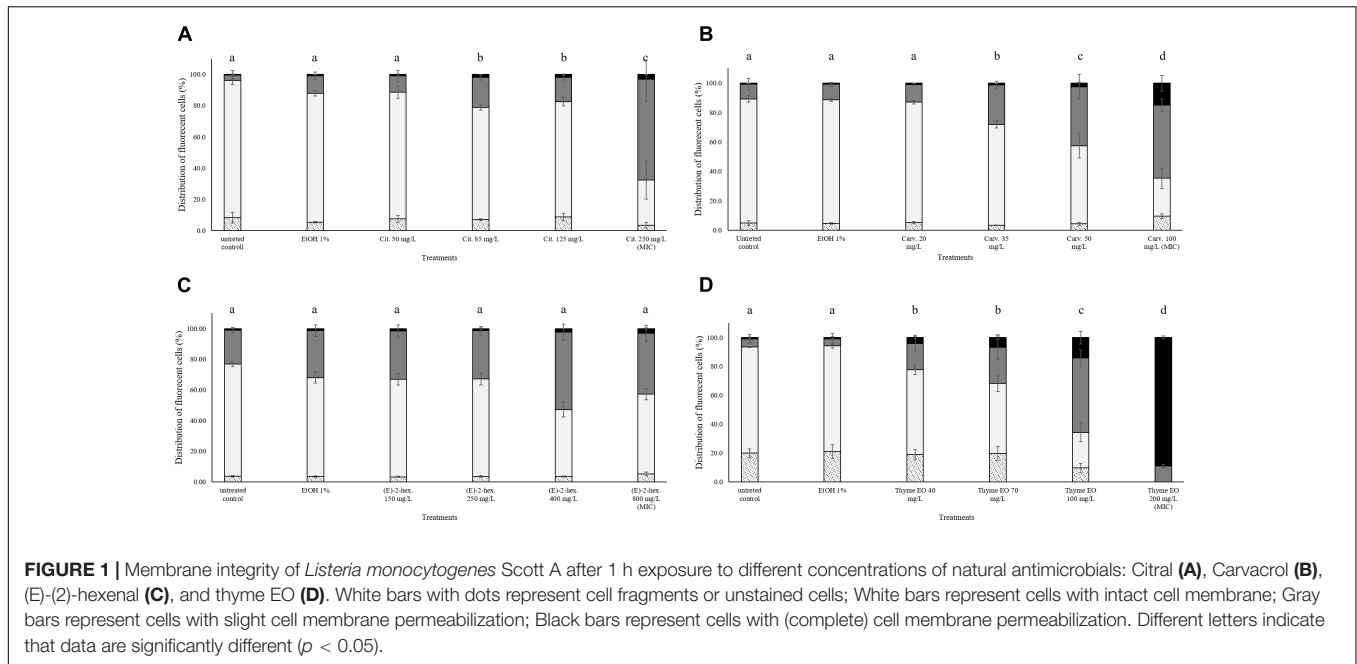 A
a a a b b c
Distribution of fluorecent cells (%)
100.0
80.0
60.0
40.0
20.0
0.0
untreted controll
EtOH 1%
Cit. 50 mg/L
Cit. 85 mg/L
Cit. 125 mg/L
Cit. 250 mg/L (MIC)
Treatments
B
a a a b c d
Distribution of fluorecent cells (%)
100.0
80.0
60.0
40.0
20.0
0.0
Untreated control
EtOH 1%
Carv. 20 mg/L
Carv. 35 mg/L
Carv. 50 mg/L
Carv. 100 mg/L (MIC)
Treatments
C
a a a a a a
Distribution of fluorecent cells (%)
100.00
80.00
60.00
40.00
20.00
0.00
untreated control
EtOH 1%
(E)-2-hex. 150 mg/L
(E)-2-hex. 250 mg/L
(E)-2-hex. 400 mg/L
(E)-2-hex. 800 mg/L (MIC)
Treatments
D
a a b b c d
Distribution of fluorecent cells (%)
100.0
80.0
60.0
40.0
20.0
0.0
untreated control
EtOH 1%
Thyme EO 40 mg/L
Thyme EO 70 mg/L
Thyme EO 100 mg/L
Thyme EO 200 mg/L (MIC)
Treatments
FIGURE 1 | Membrane integrity of Listeria monocytogenes Scott A after 1 h exposure to different concentrations of natural antimicrobials: Citral (A), Carvacrol (B),
(E)-(2)-hexenal (C), and thyme EO (D). White bars with dots represent cell fragments or unstained cells; White bars represent cells with intact cell membrane; Gray
bars represent cells with slight cell membrane permeabilization; Black bars represent cells with (complete) cell membrane permeabilization. Different letters indicate
that data are significantly different (p < 0.05).